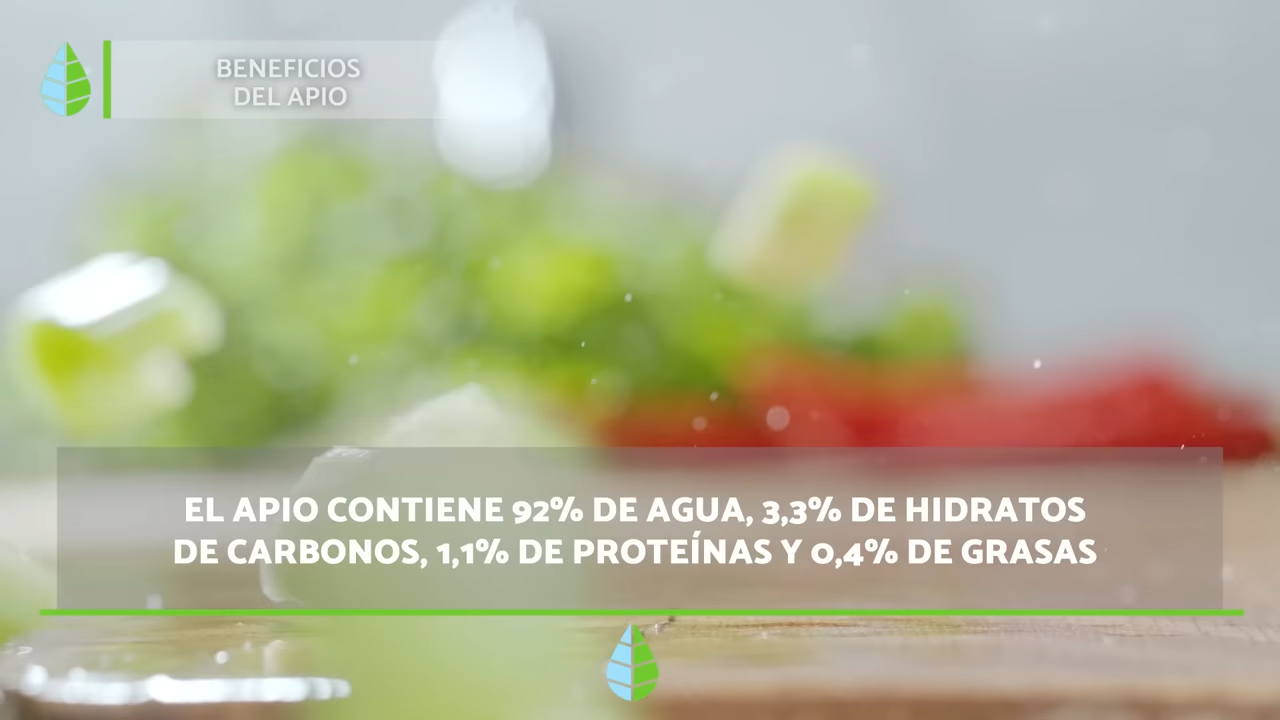 BENEFICIOS
DEL APIO
EL APIO CONTIENE 92% DE AGUA, 3,3% DE HIDRATOS
DE CARBONOS, 1,1% DE PROTEÍNAS Y 0,4% DE GRASAS